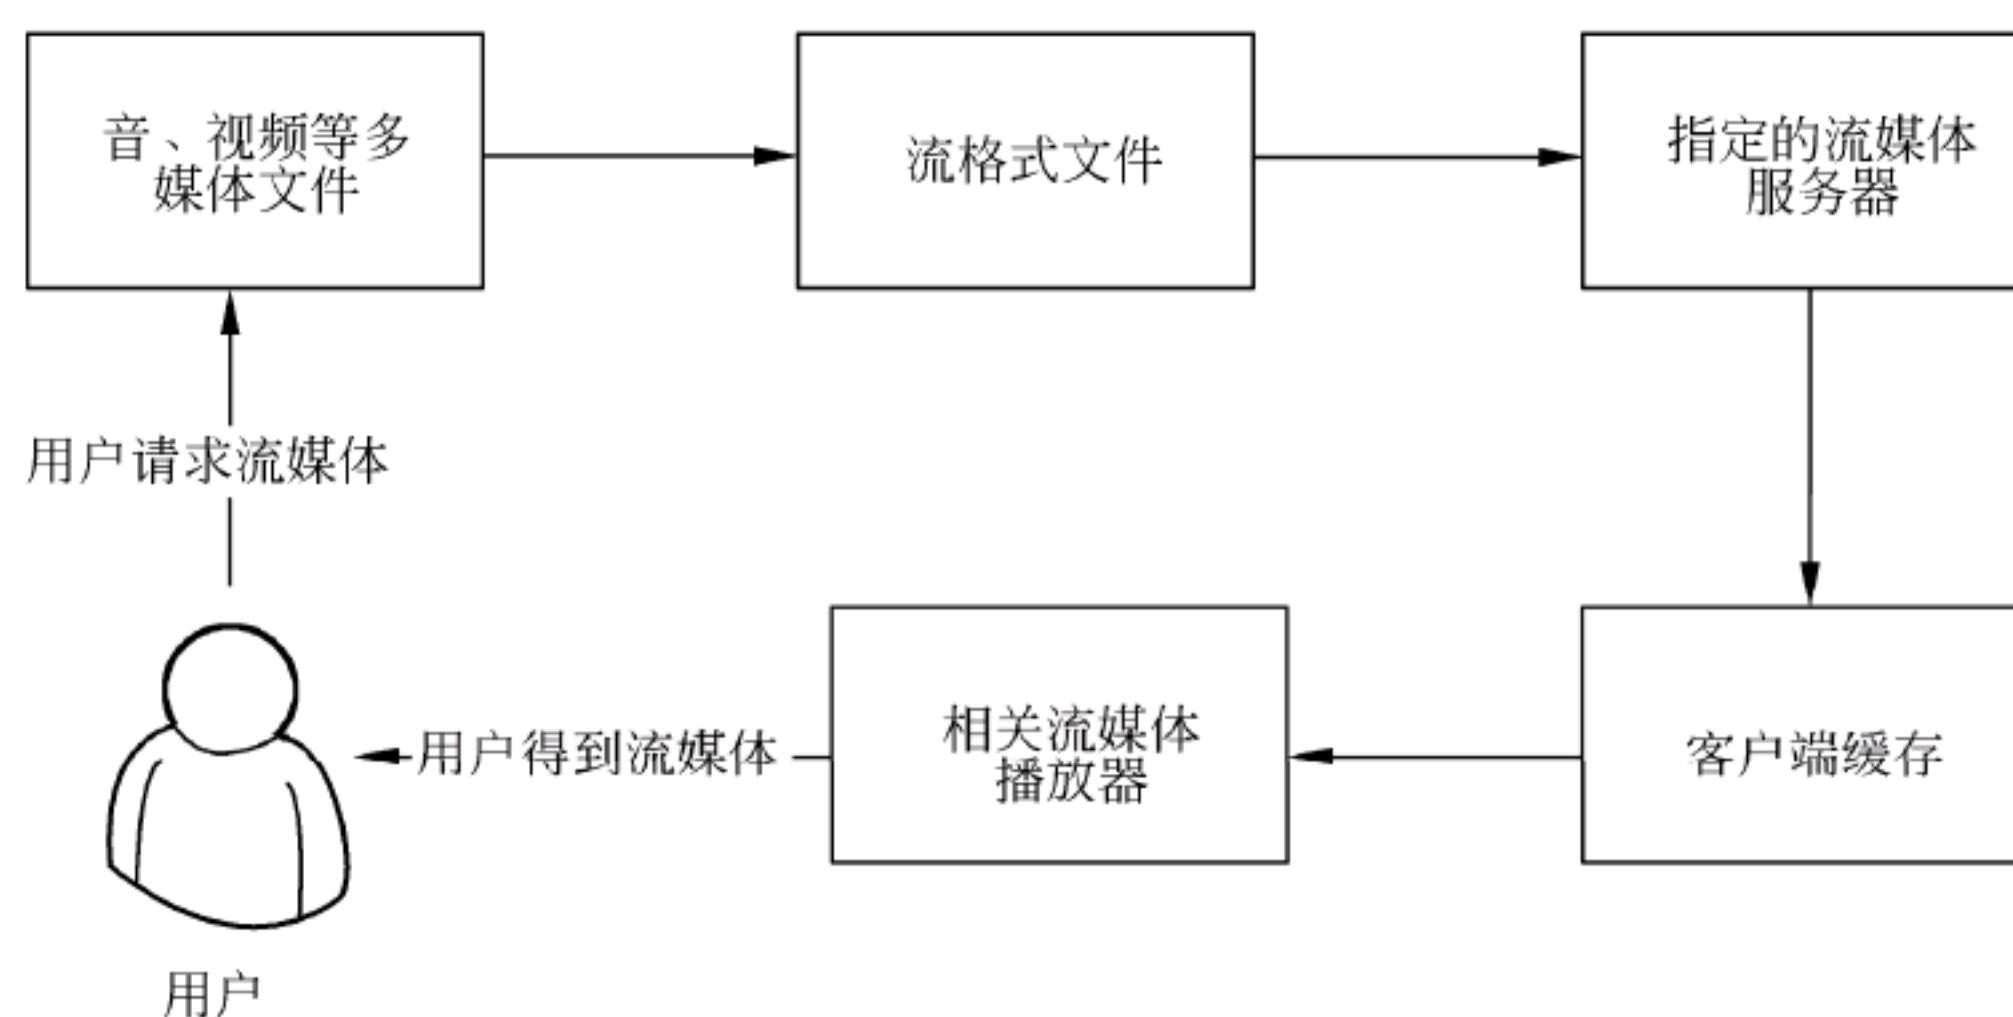 音、视频等多
媒体文件
流格式文件
指定的流媒体
服务器
用户请求流媒体
用户得到流媒体
相关流媒体
播放器
客户端缓存
用户